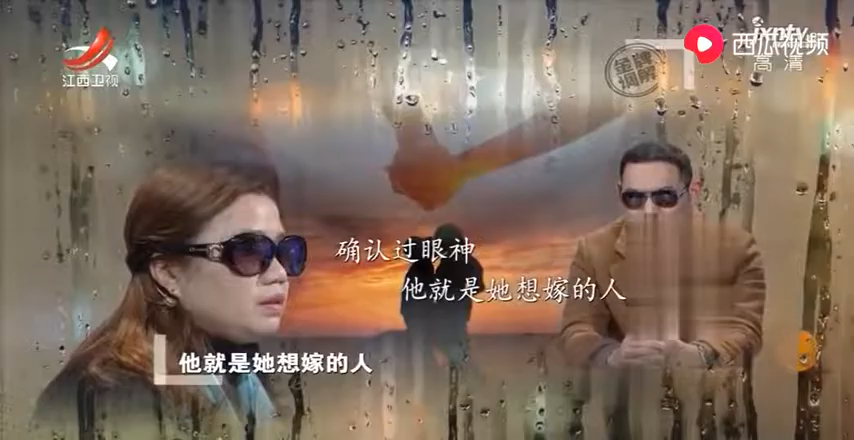 江西卫视
金牌调解
jxntv
西瓜视频
高清
确认过眼神
他就是她想嫁的人
他就是她想嫁的人